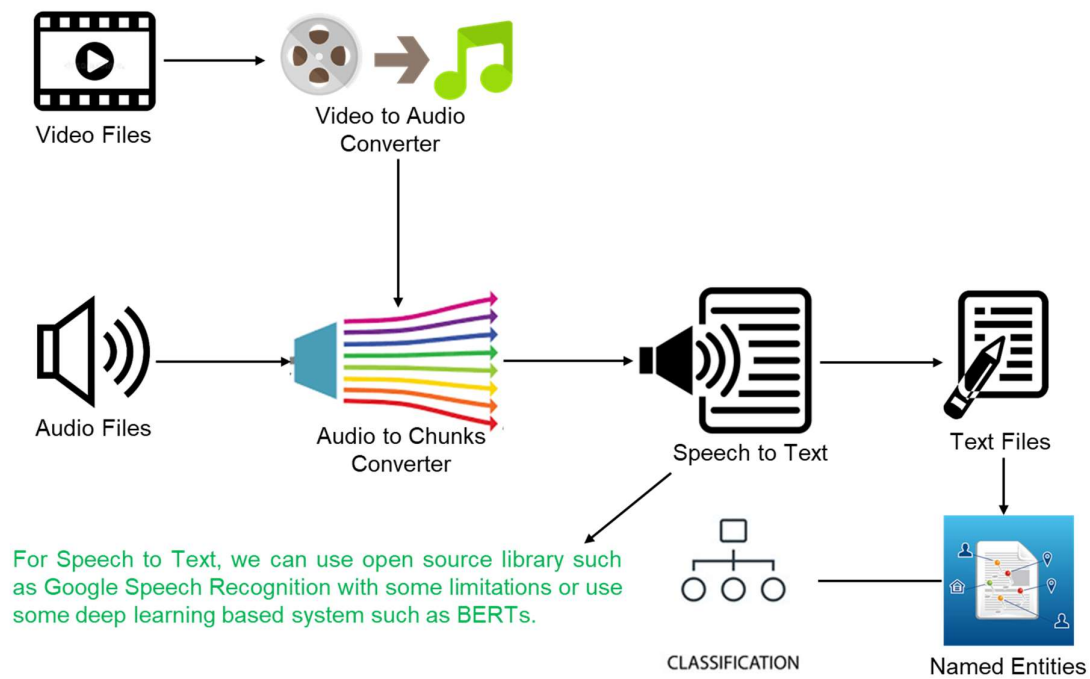 Video Files
Video to Audio
Converter
Audio Files
Audio to Chunks
Converter
Speech to Text
Text Files
For Speech to Text, we can use open source library such
as Google Speech Recognition with some limitations or use
some deep learning based system such as BERTs.
CLASSIFICATION
Named Entities